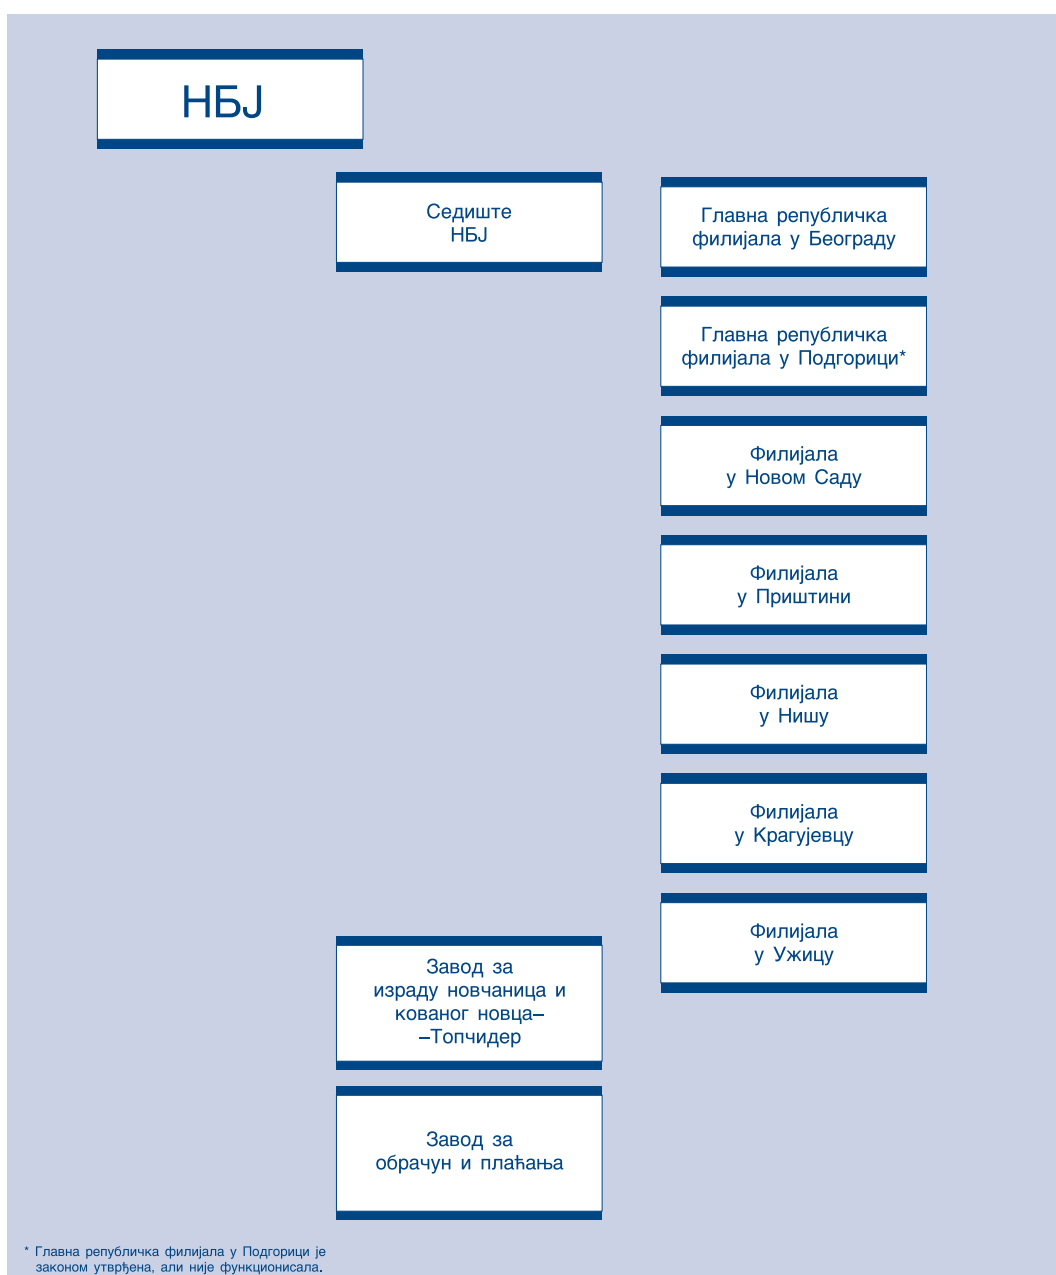 НБЈ
Седиште
НБЈ
Главна републичка
филијала у Београду
Главна републичка
филијала у Подгорици*
Филијала
у Новом Саду
Филијала
у Приштини
Филијала
у Нишу
Филијала
у Крагујевцу
Филијала
у Ужицу
Завод за
израду новчаница и
кованог новца–
–Топчидер
Завод за
обрачун и плаћања
* Главна републичка филијала у Подгорици је
законом утврђена, али није функционисала.